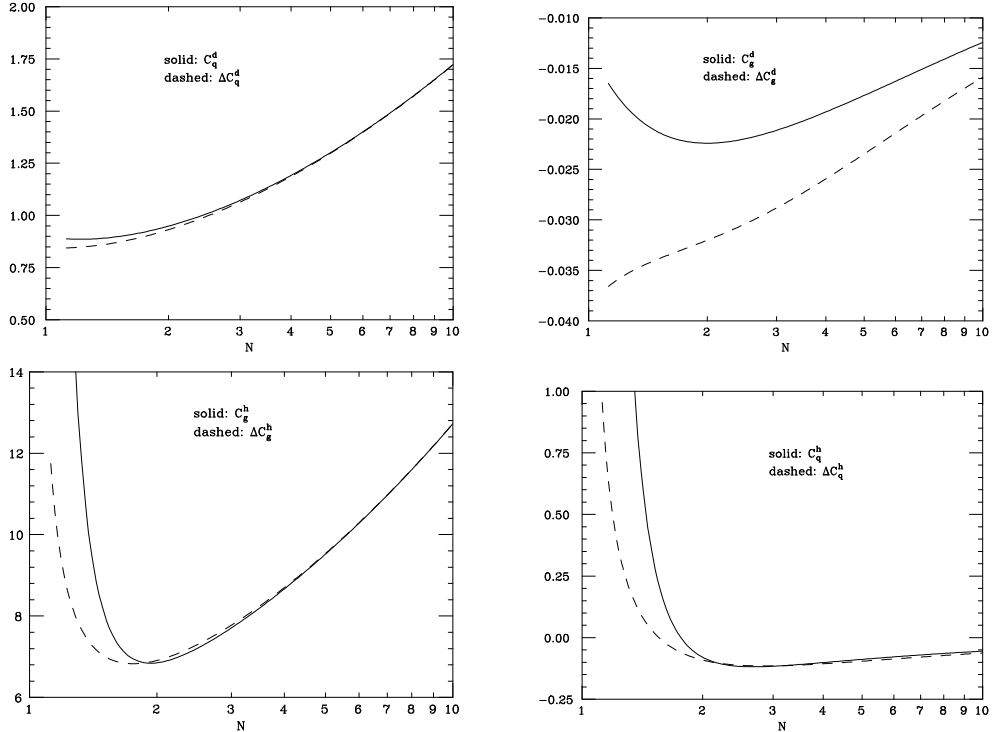 2.00
1.75
1.50
1.25
1.00
0.75
0.50
solid: C_q^d
dashed: ΔC_q^d
1 2 3 4 5 6 7 8 9 10
N
−0.010
−0.015
−0.020
−0.025
−0.030
−0.035
−0.040
solid: C_g^d
dashed: ΔC_g^d
1 2 3 4 5 6 7 8 9 10
N
14
12
10
8
6
solid: C_g^h
dashed: ΔC_g^h
1 2 3 4 5 6 7 8 9 10
N
1.00
0.75
0.50
0.25
0.00
−0.25
solid: C_q^h
dashed: ΔC_q^h
1 2 3 4 5 6 7 8 9 10
N